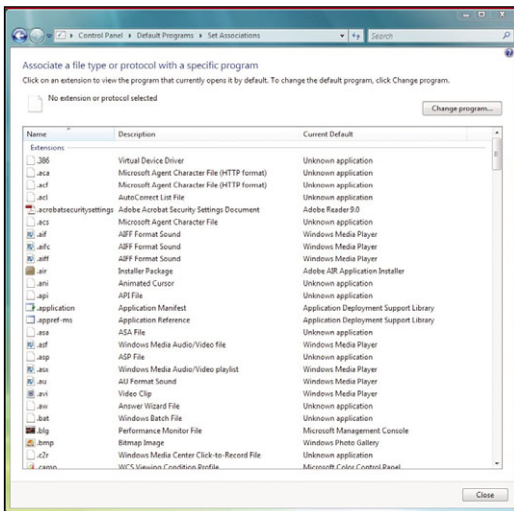 Control Panel ▸ Default Programs ▸ Set Associations
Search
Associate a file type or protocol with a specific program
Click on an extension to view the program that currently opens it by default. To change the default program, click Change program.
No extension or protocol selected
Change program...
Name Description Current Default
Extensions
.386 Virtual Device Driver Unknown application
.aca Microsoft Agent Character File (HTTP format) Unknown application
.acf Microsoft Agent Character File (HTTP format) Unknown application
.acl AutoCorrect List File Unknown application
.acrobatsecuritysettings Adobe Acrobat Security Settings Document Adobe Reader 9.0
.acs Microsoft Agent Character File Unknown application
.aif AIFF Format Sound Windows Media Player
.aifc AIFF Format Sound Windows Media Player
.aiff AIFF Format Sound Windows Media Player
.air Installer Package Adobe AIR Application Installer
.ani Animated Cursor Unknown application
.api API File Unknown application
.application Application Manifest Application Deployment Support Library
.appref-ms Application Reference Application Deployment Support Library
.asa ASA File Unknown application
.asf Windows Media Audio/Video file Windows Media Player
.asp ASP File Unknown application
.asx Windows Media Audio/Video playlist Windows Media Player
.au AU Format Sound Windows Media Player
.avi Video Clip Windows Media Player
.aw Answer Wizard File Unknown application
.bat Windows Batch File Unknown application
.blg Performance Monitor File Microsoft Management Console
.bmp Bitmap Image Windows Photo Gallery
.c2r Windows Media Center Click-to-Record File Unknown application
.camp WCS Viewing Condition Profile Microsoft Color Control Panel
Close